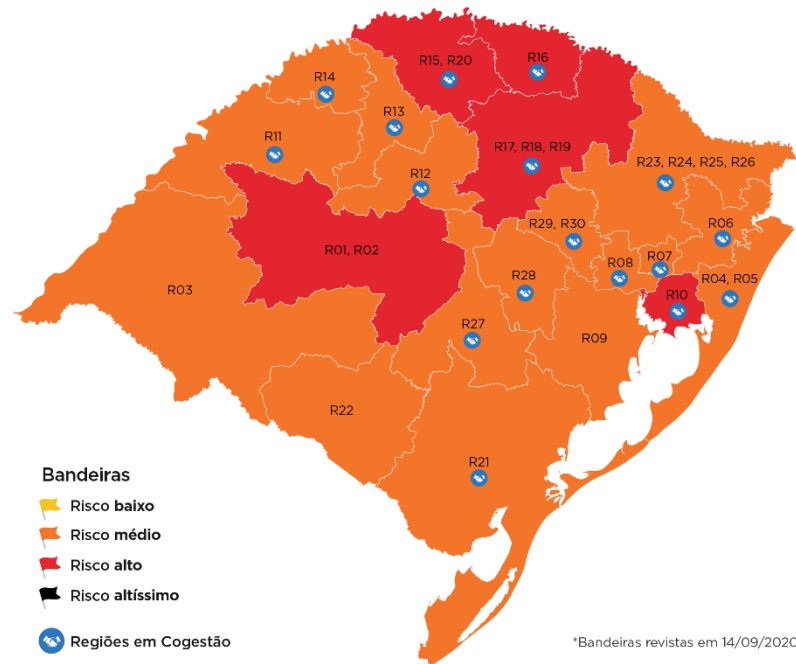 R15, R20
R16
R14
R13
R11
R17, R18, R19
R23, R24, R25, R26
R12
R29, R30
R06
R01, R02
R07
R08
R04, R05
R03
R28
R10
R27
R09
R22
R21
Bandeiras
Risco baixo
Risco médio
Risco alto
Risco altíssimo
Regiões em Cogestão
*Bandeiras revistas em 14/09/2020